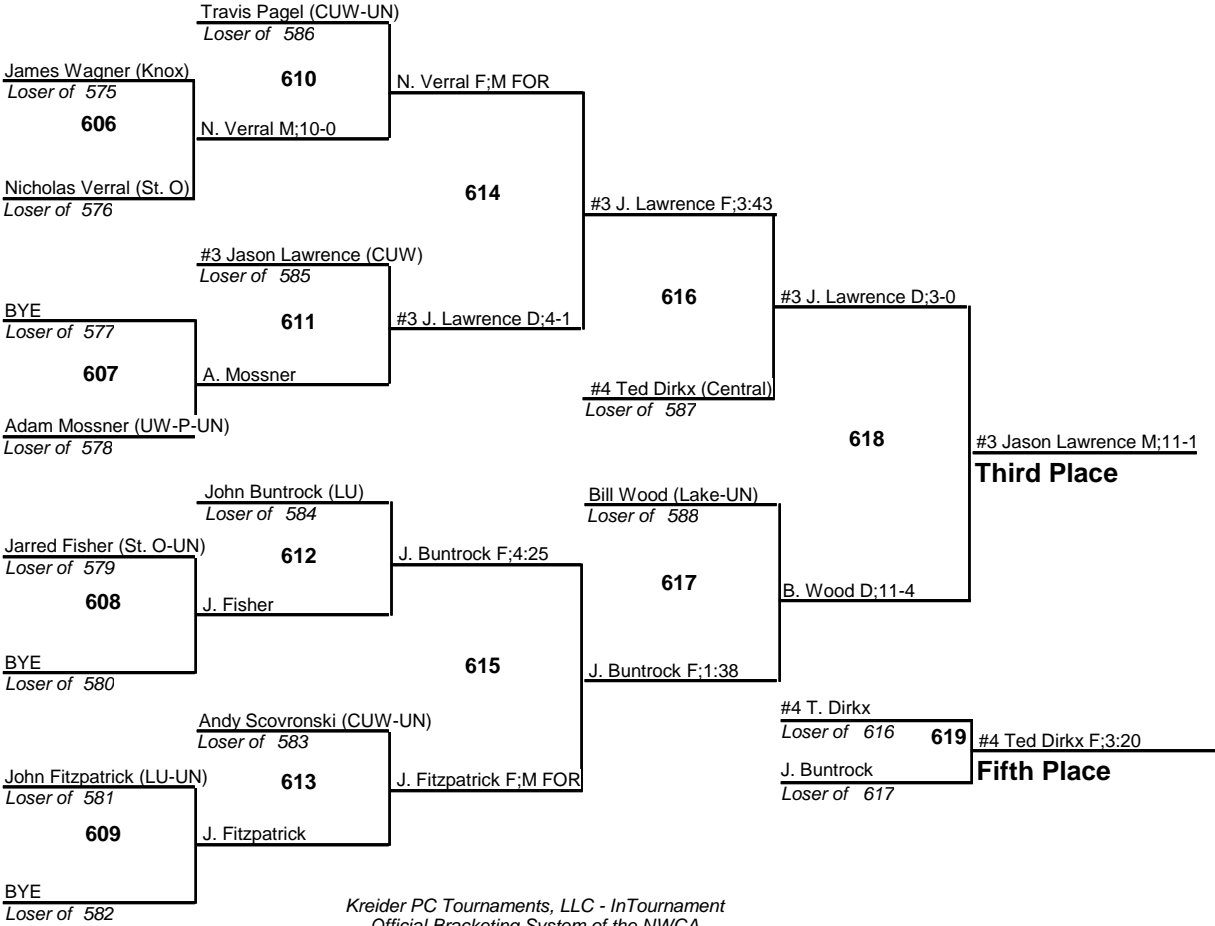 Travis Pagel (CUW-UN)
Loser of 586
James Wagner (Knox)
Loser of 575
610
N. Verral F;M FOR
606
N. Verral M;10-0
Nicholas Verral (St. O)
Loser of 576
614
#3 J. Lawrence F;3:43
#3 Jason Lawrence (CUW)
Loser of 585
BYE
Loser of 577
611
#3 J. Lawrence D;4-1
616
#3 J. Lawrence D;3-0
607
A. Mossner
#4 Ted Dirkx (Central)
Loser of 587
Adam Mossner (UW-P-UN)
Loser of 578
618
#3 Jason Lawrence M;11-1
Third Place
John Buntrock (LU)
Loser of 584
Bill Wood (Lake-UN)
Loser of 588
Jarred Fisher (St. O-UN)
Loser of 579
612
J. Buntrock F;4:25
617
B. Wood D;11-4
608
J. Fisher
BYE
Loser of 580
615
J. Buntrock F;1:38
Andy Scovronski (CUW-UN)
Loser of 583
#4 T. Dirkx
Loser of 616
619
#4 Ted Dirkx F;3:20
Fifth Place
J. Buntrock
Loser of 617
John Fitzpatrick (LU-UN)
Loser of 581
613
J. Fitzpatrick F;M FOR
609
J. Fitzpatrick
BYE
Loser of 582
Kreider PC Tournaments, LLC - InTournament
Official Bracketing System of the NWCA